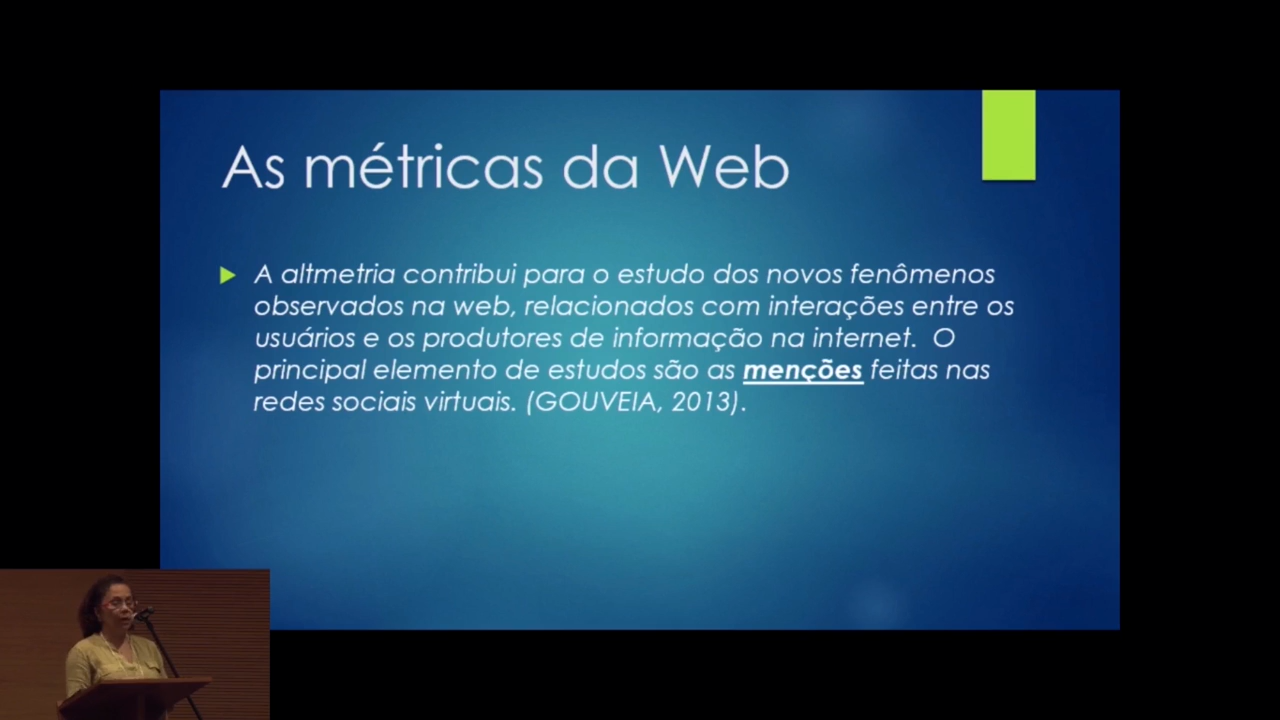 As métricas da Web
A altmetria contribui para o estudo dos novos fenômenos
observados na web, relacionados com interações entre os
usuários e os produtores de informação na internet. O
principal elemento de estudos são as menções feitas nas
redes sociais virtuais. (GOUVEIA, 2013).